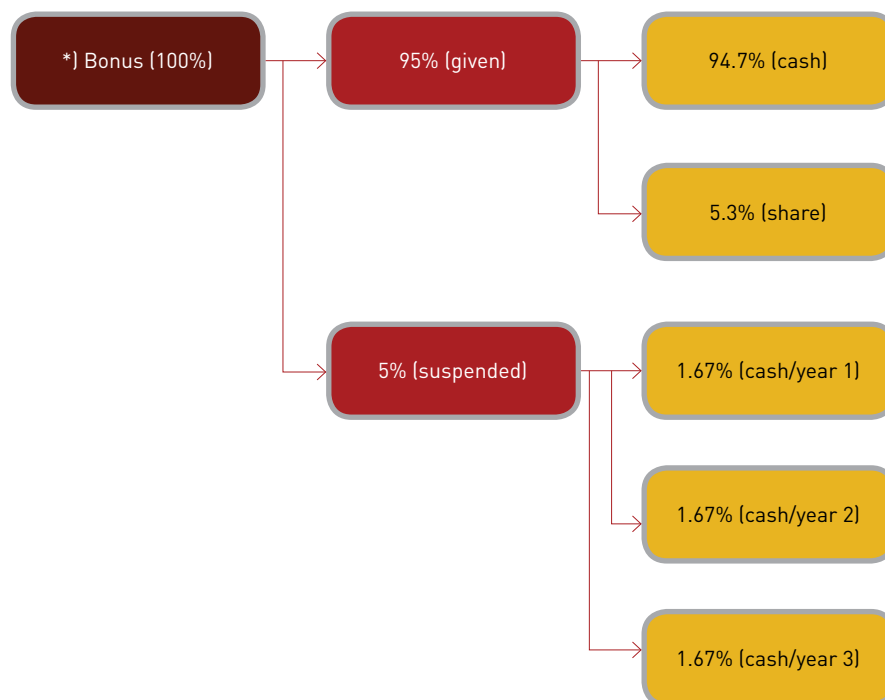 *) Bonus (100%)
95% (given)
94.7% (cash)
5.3% (share)
5% (suspended)
1.67% (cash/year 1)
1.67% (cash/year 2)
1.67% (cash/year 3)